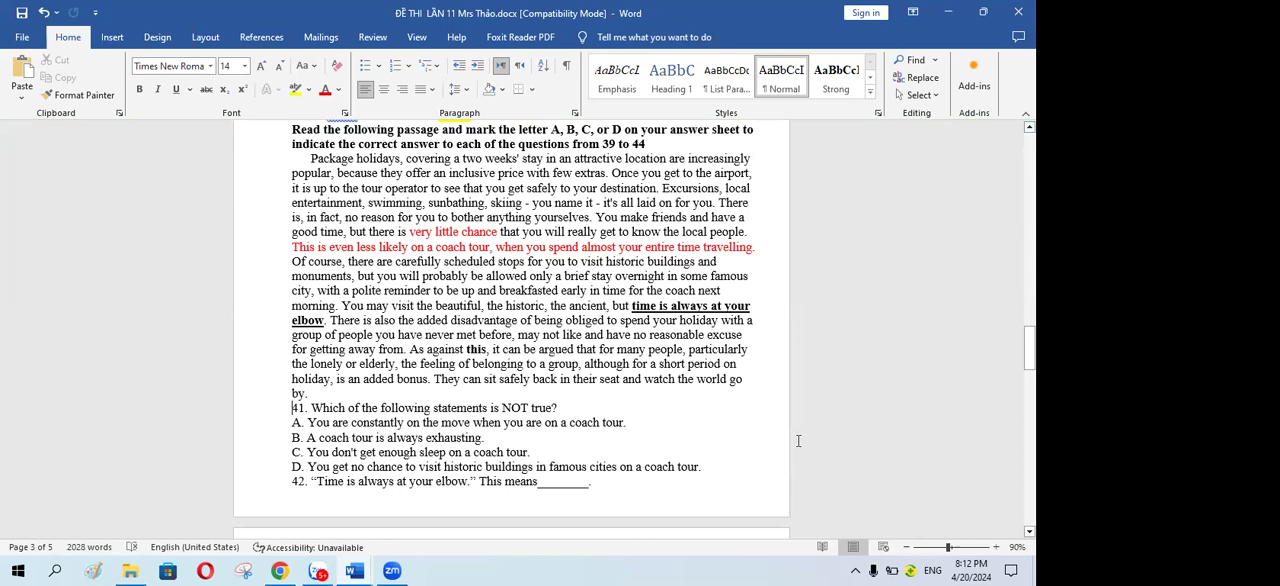 ĐỀ THI LẦN 11 Mrs Thảo.docx [Compatibility Mode] - Word
Sign in
File Home Insert Design Layout References Mailings Review View Help Foxit Reader PDF Tell me what you want to do
Paste
Cut
Copy
Format Painter
Clipboard
Times New Roma 14
Font
Paragraph
AaBbCcL Emphasis
AaBbC Heading 1
AaBbCcDc ¶ List Para...
AaBbCcI ¶ Normal
AaBbCcl Strong
Styles
Find
Replace
Select
Editing
Add-ins
Add-ins
Read the following passage and mark the letter A, B, C, or D on your answer sheet to
indicate the correct answer to each of the questions from 39 to 44
Package holidays, covering a two weeks' stay in an attractive location are increasingly
popular, because they offer an inclusive price with few extras. Once you get to the airport,
it is up to the tour operator to see that you get safely to your destination. Excursions, local
entertainment, swimming, sunbathing, skiing - you name it - it's all laid on for you. There
is, in fact, no reason for you to bother anything yourselves. You make friends and have a
good time, but there is very little chance that you will really get to know the local people.
This is even less likely on a coach tour, when you spend almost your entire time travelling.
Of course, there are carefully scheduled stops for you to visit historic buildings and
monuments, but you will probably be allowed only a brief stay overnight in some famous
city, with a polite reminder to be up and breakfasted early in time for the coach next
morning. You may visit the beautiful, the historic, the ancient, but time is always at your
elbow. There is also the added disadvantage of being obliged to spend your holiday with a
group of people you have never met before, may not like and have no reasonable excuse
for getting away from. As against this, it can be argued that for many people, particularly
the lonely or elderly, the feeling of belonging to a group, although for a short period on
holiday, is an added bonus. They can sit safely back in their seat and watch the world go
by.
41. Which of the following statements is NOT true?
A. You are constantly on the move when you are on a coach tour.
B. A coach tour is always exhausting.
C. You don't get enough sleep on a coach tour.
D. You get no chance to visit historic buildings in famous cities on a coach tour.
42. “Time is always at your elbow.” This means________.
Page 3 of 5 2028 words English (United States) Accessibility: Unavailable 90%
ENG 8:12 PM
4/20/2024